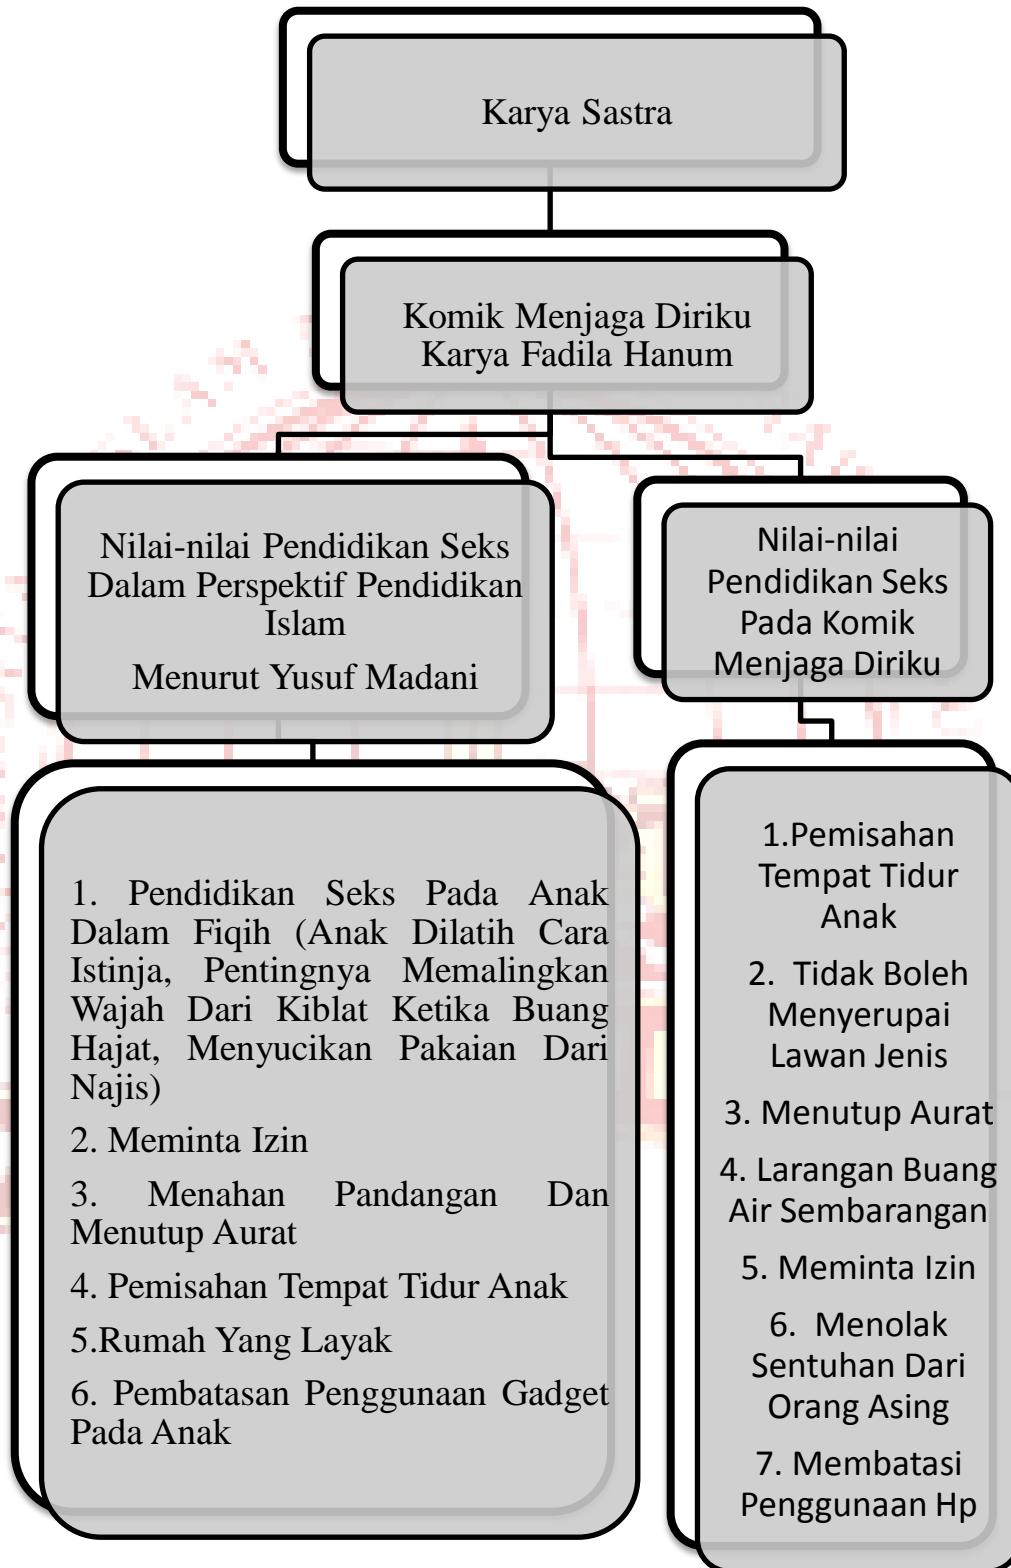 Karya Sastra
Komik Menjaga Diriku
Karya Fadila Hanum
Nilai-nilai Pendidikan Seks
Dalam Perspektif Pendidikan
Islam
Menurut Yusuf Madani
Nilai-nilai
Pendidikan Seks
Pada Komik
Menjaga Diriku
1. Pendidikan Seks Pada Anak
Dalam Fiqih (Anak Dilatih Cara
Istinja, Pentingnya Memalingkan
Wajah Dari Kiblat Ketika Buang
Hajat, Menyucikan Pakaian Dari
Najis)
2. Meminta Izin
3. Menahan Pandangan Dan
Menutup Aurat
4. Pemisahan Tempat Tidur Anak
5.Rumah Yang Layak
6. Pembatasan Penggunaan Gadget
Pada Anak
1.Pemisahan
Tempat Tidur
Anak
2. Tidak Boleh
Menyerupai
Lawan Jenis
3. Menutup Aurat
4. Larangan Buang
Air Sembarangan
5. Meminta Izin
6. Menolak
Sentuhan Dari
Orang Asing
7. Membatasi
Penggunaan Hp